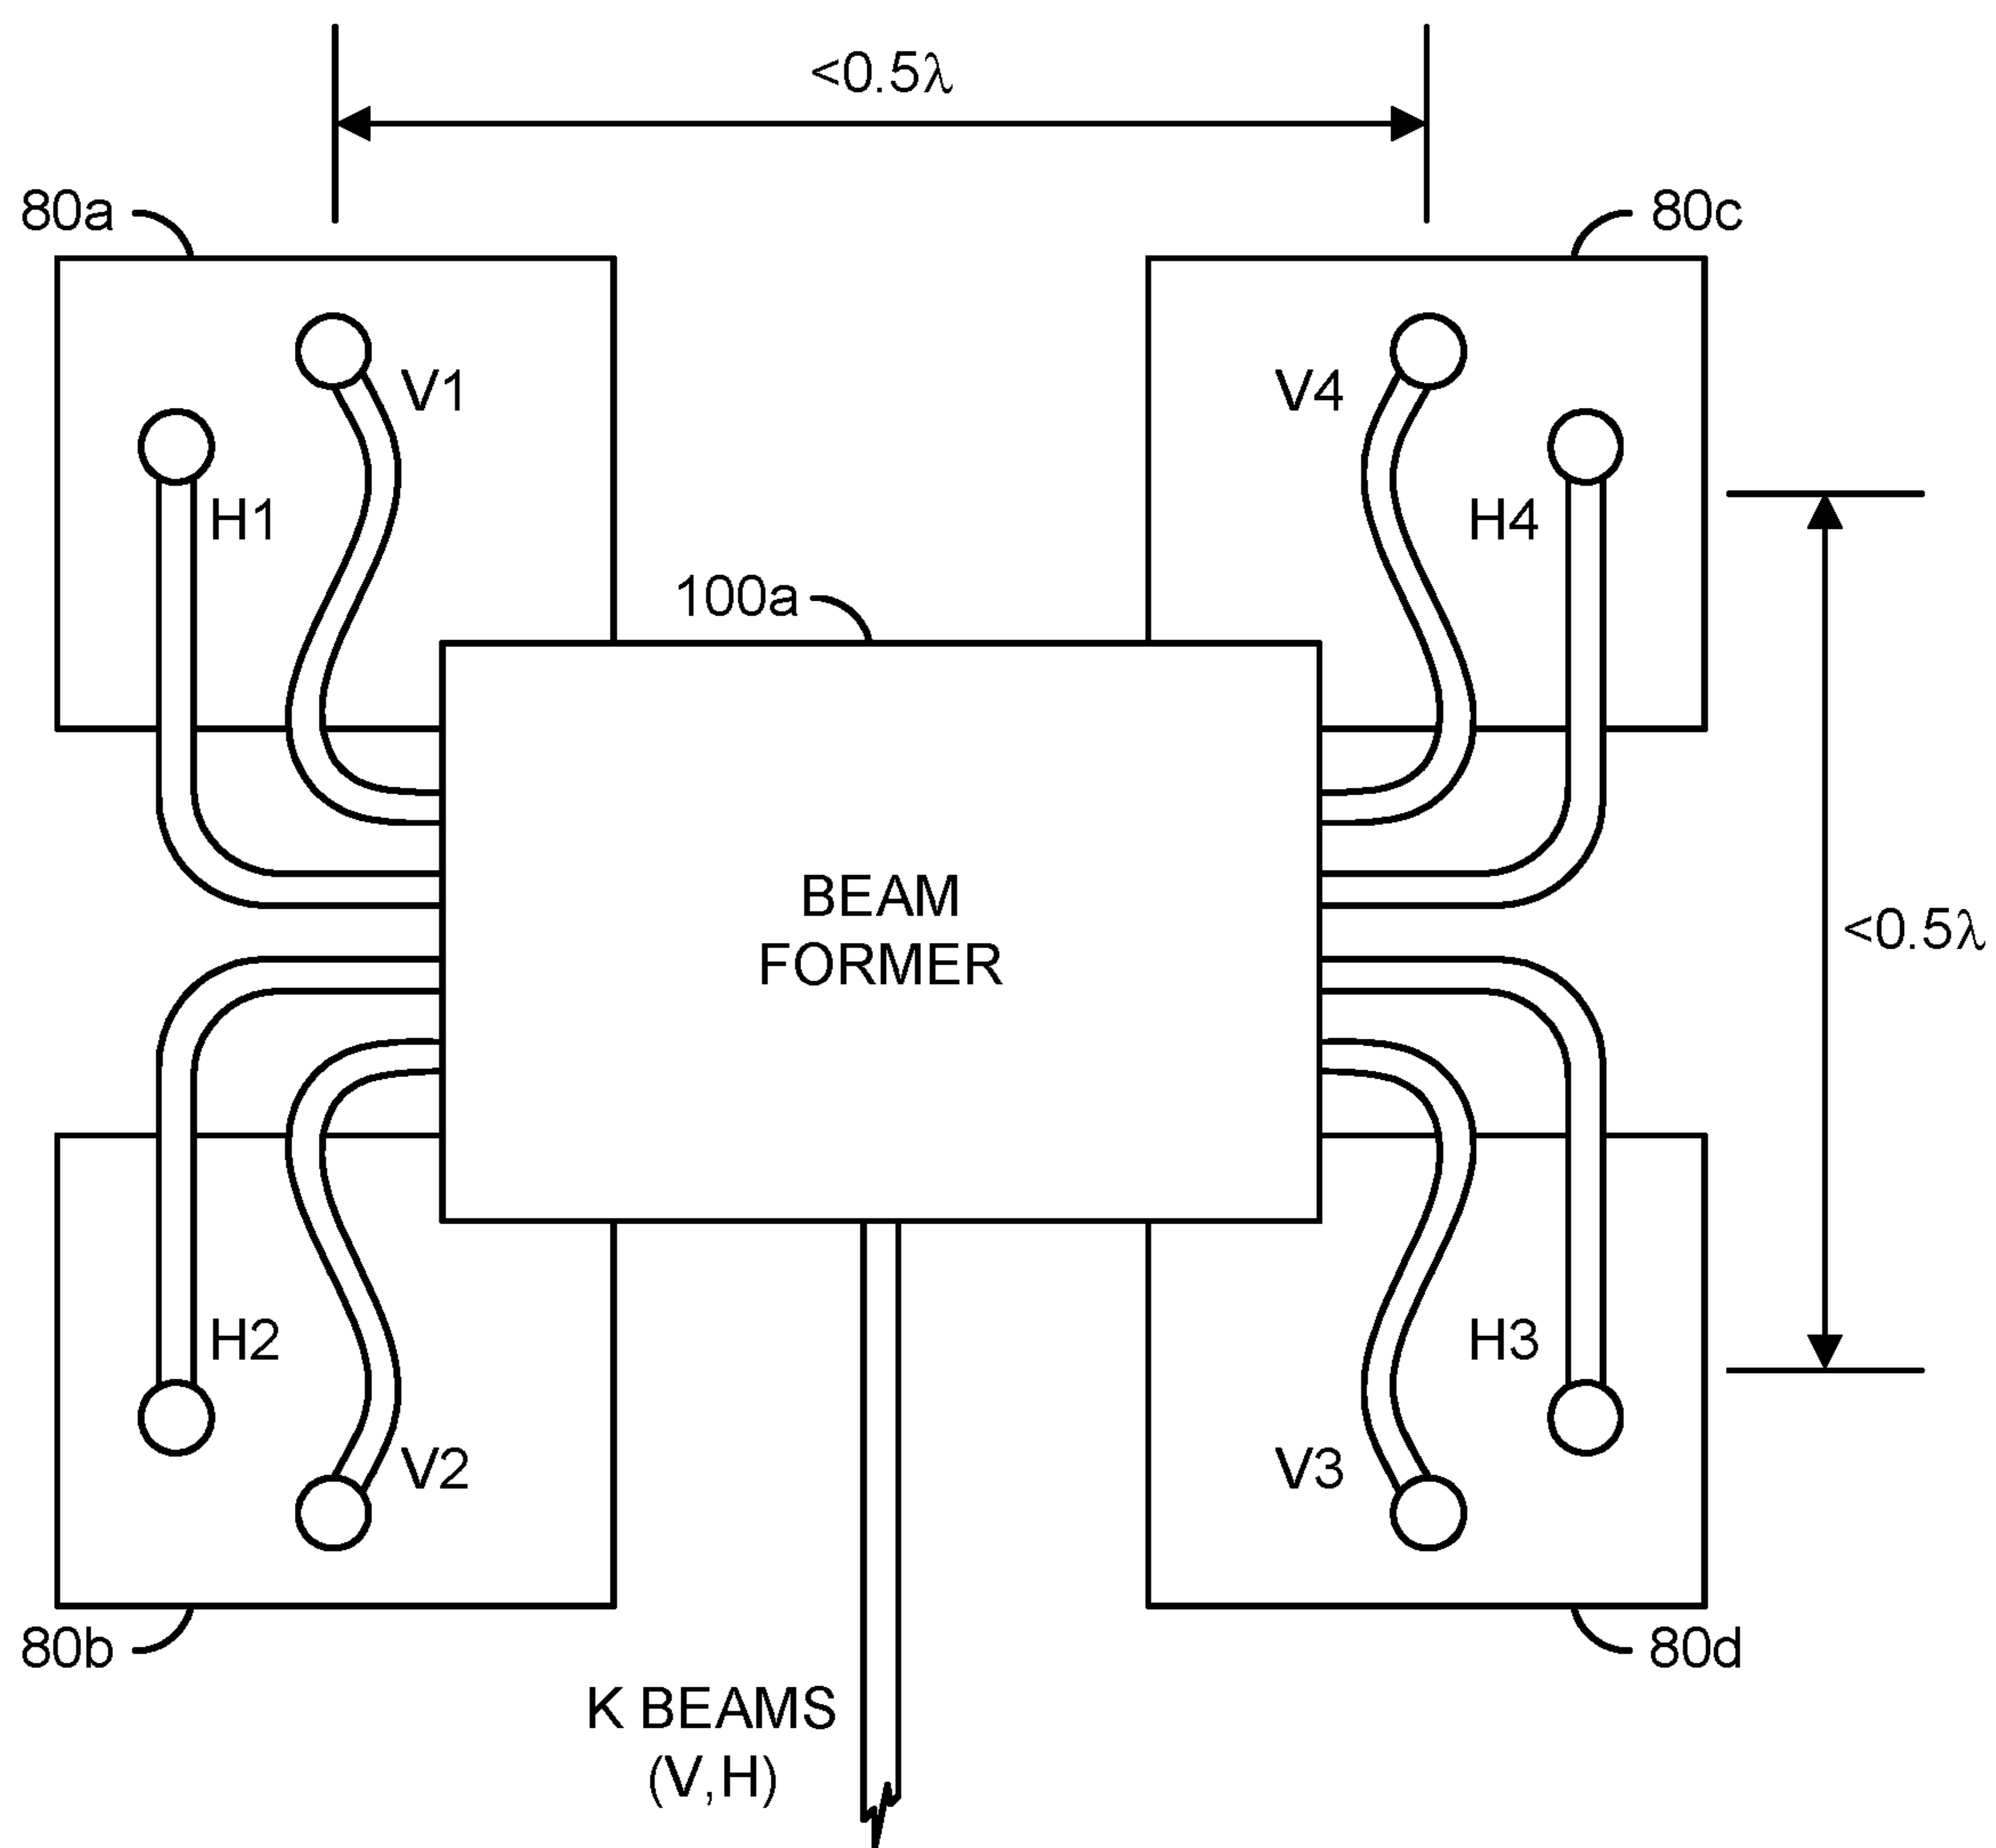 <0.5λ
80a
80c
V1
V4
H1
H4
100a
BEAM
FORMER
<0.5λ
H2
H3
V2
V3
80b
80d
K BEAMS
(V,H)